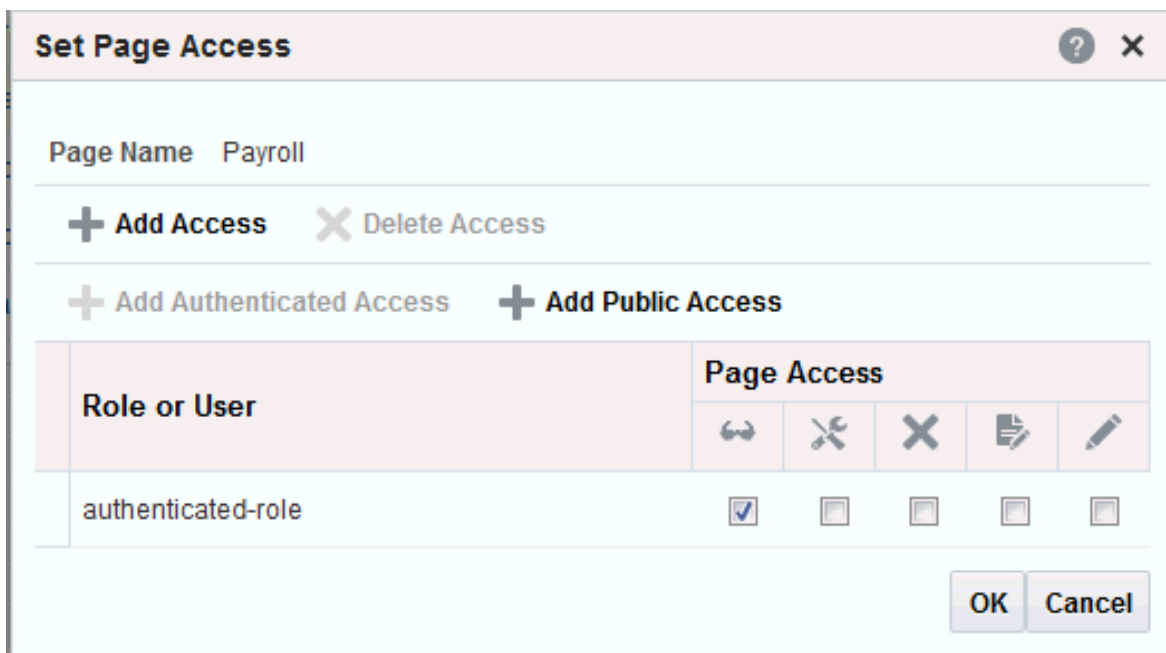 Set Page Access
Page Name Payroll
Add Access Delete Access
Add Authenticated Access Add Public Access
Role or User
Page Access
authenticated-role
OK Cancel